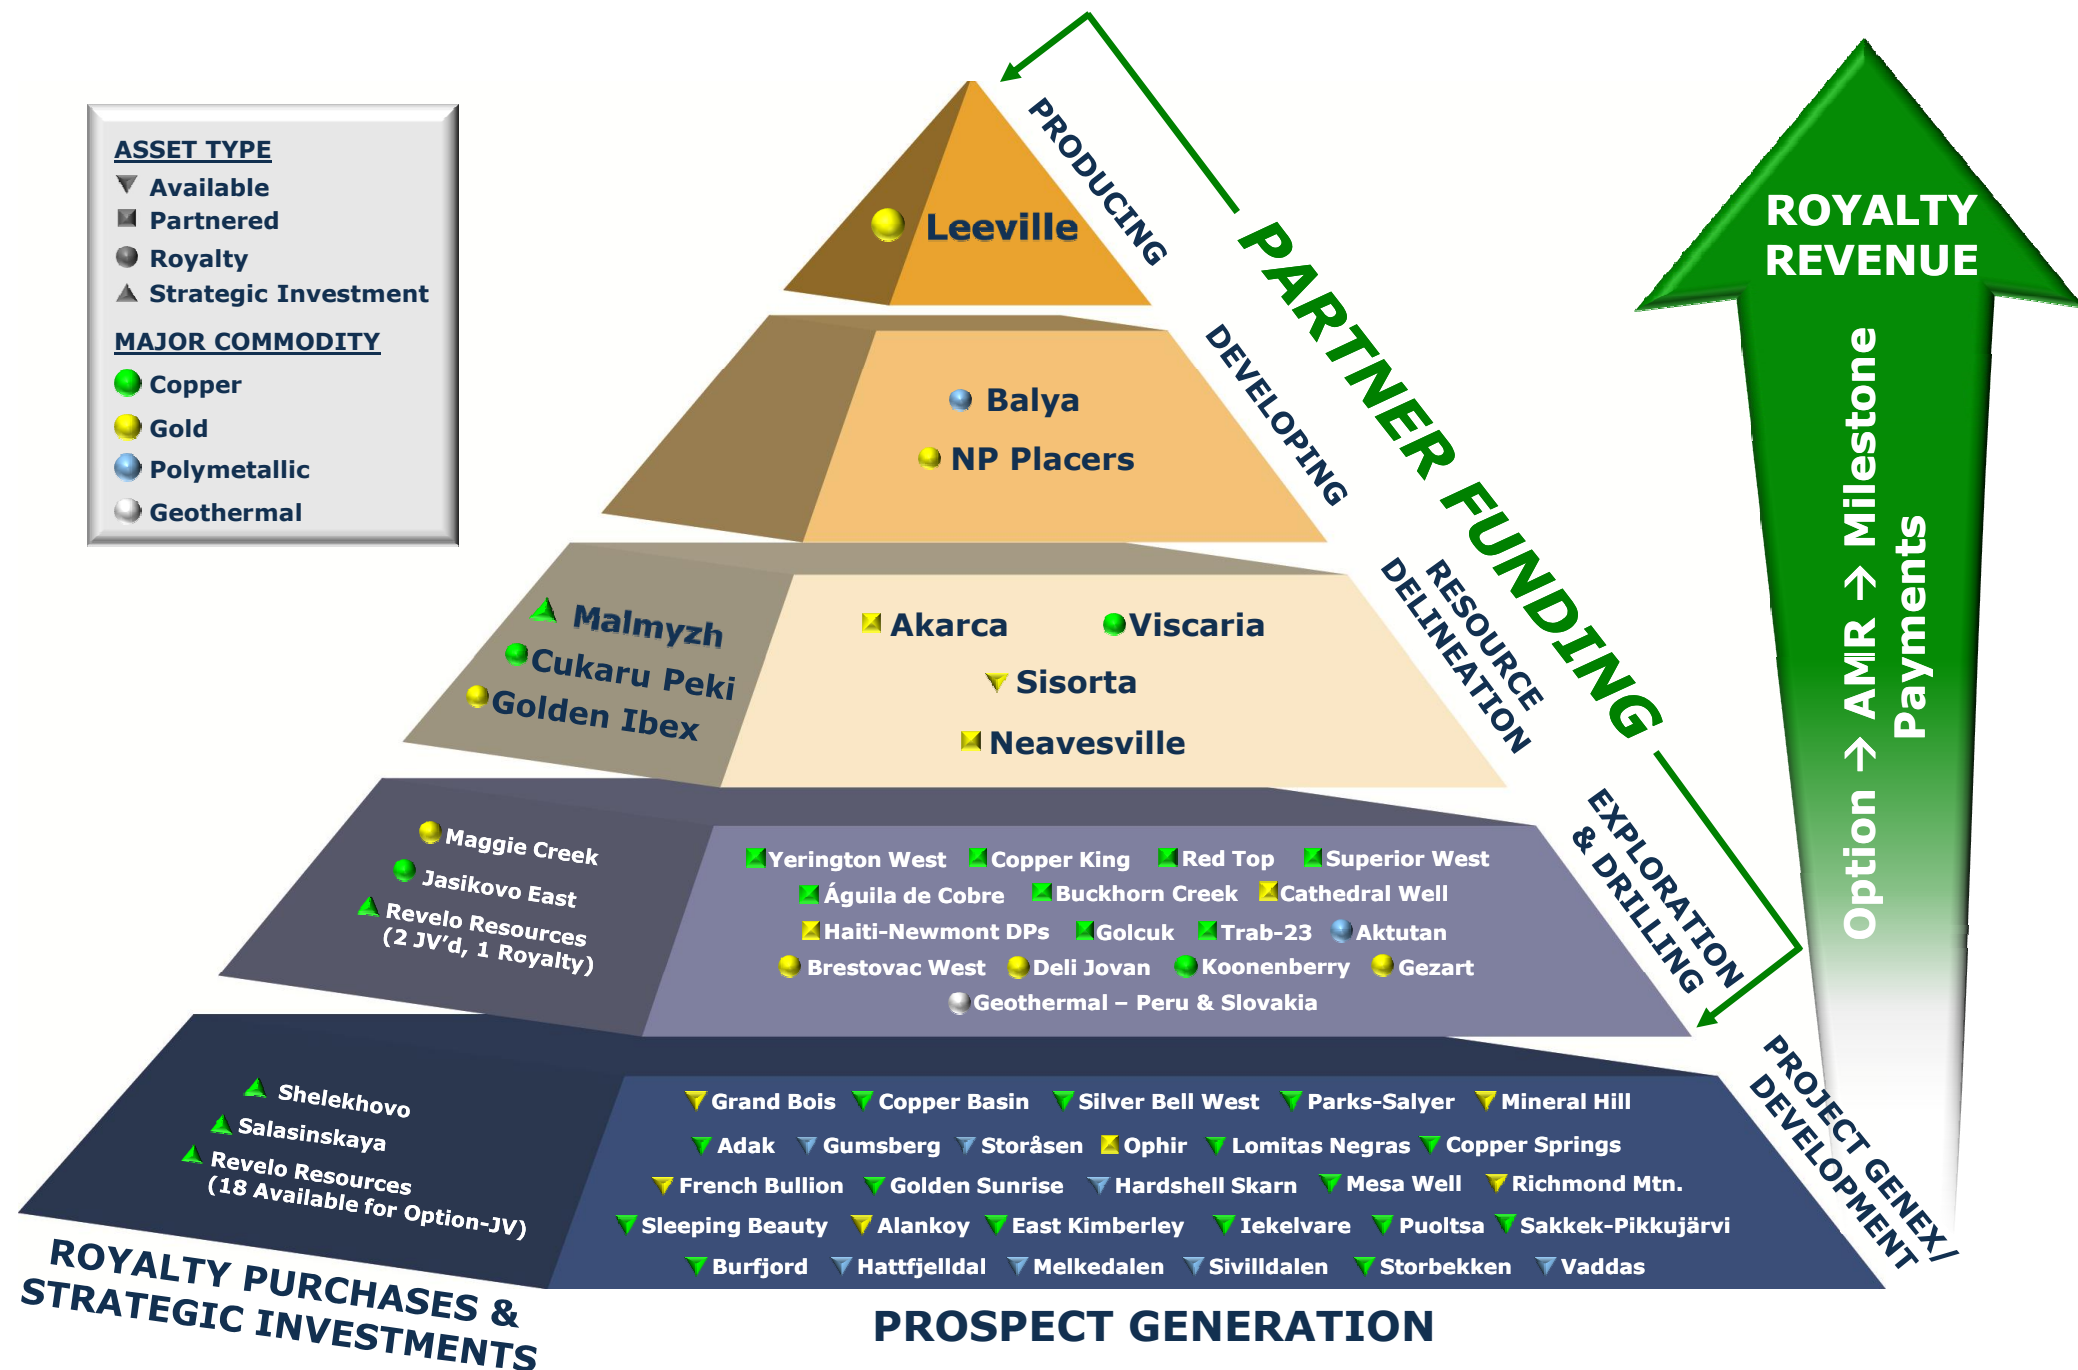 ASSET TYPE
Available
Partnered
Royalty
Strategic Investment
MAJOR COMMODITY
Copper
Gold
Polymetallic
Geothermal
Leeville
PRODUCING
Balya
NP Placers
DEVELOPING
Malmyzh
Cukaru Peki
Golden Ibex
Akarca Viscaria
Sisorta
Neavesville
RESOURCE
DELINEATION
Maggie Creek
Jasikovo East
Revelo Resources
(2 JV’d, 1 Royalty)
Yerington West Copper King Red Top Superior West
Águila de Cobre Buckhorn Creek Cathedral Well
Haiti-Newmont DPs Golcuk Trab-23 Aktutan
Brestovac West Deli Jovan Koonenberry Gezart
Geothermal – Peru & Slovakia
EXPLORATION
& DRILLING
Shelekhovo
Salasinskaya
Revelo Resources
(18 Available for Option-JV)
Grand Bois Copper Basin Silver Bell West Parks-Salyer Mineral Hill
Adak Gumsberg Storåsen Ophir Lomitas Negras Copper Springs
French Bullion Golden Sunrise Hardshell Skarn Mesa Well Richmond Mtn.
Sleeping Beauty Alankoy East Kimberley Iekelvare Puoltsa Sakkek-Pikkujärvi
Burfjord Hattfjelldal Melkedalen Sivilldalen Storbekken Vaddas
PROJECT GENEX/
DEVELOPMENT
ROYALTY PURCHASES &
STRATEGIC INVESTMENTS
PROSPECT GENERATION
PARTNER FUNDING
ROYALTY
REVENUE
Option → AMR → Milestone
Payments